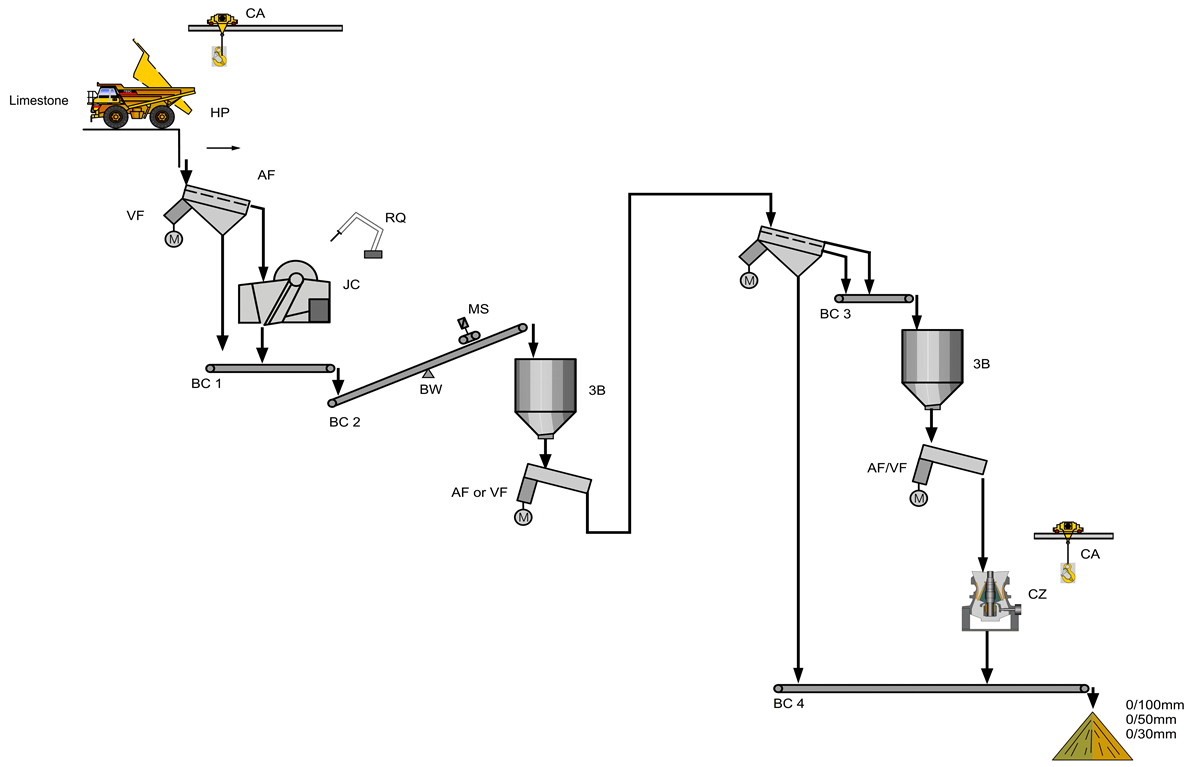 CA
Limestone
HP
AF
VF
M
RQ
JC
MS
BC 1
BW
BC 2
3B
AF or VF
M
M
BC 3
3B
AF/VF
M
CA
CZ
BC 4
0/100mm
0/50mm
0/30mm